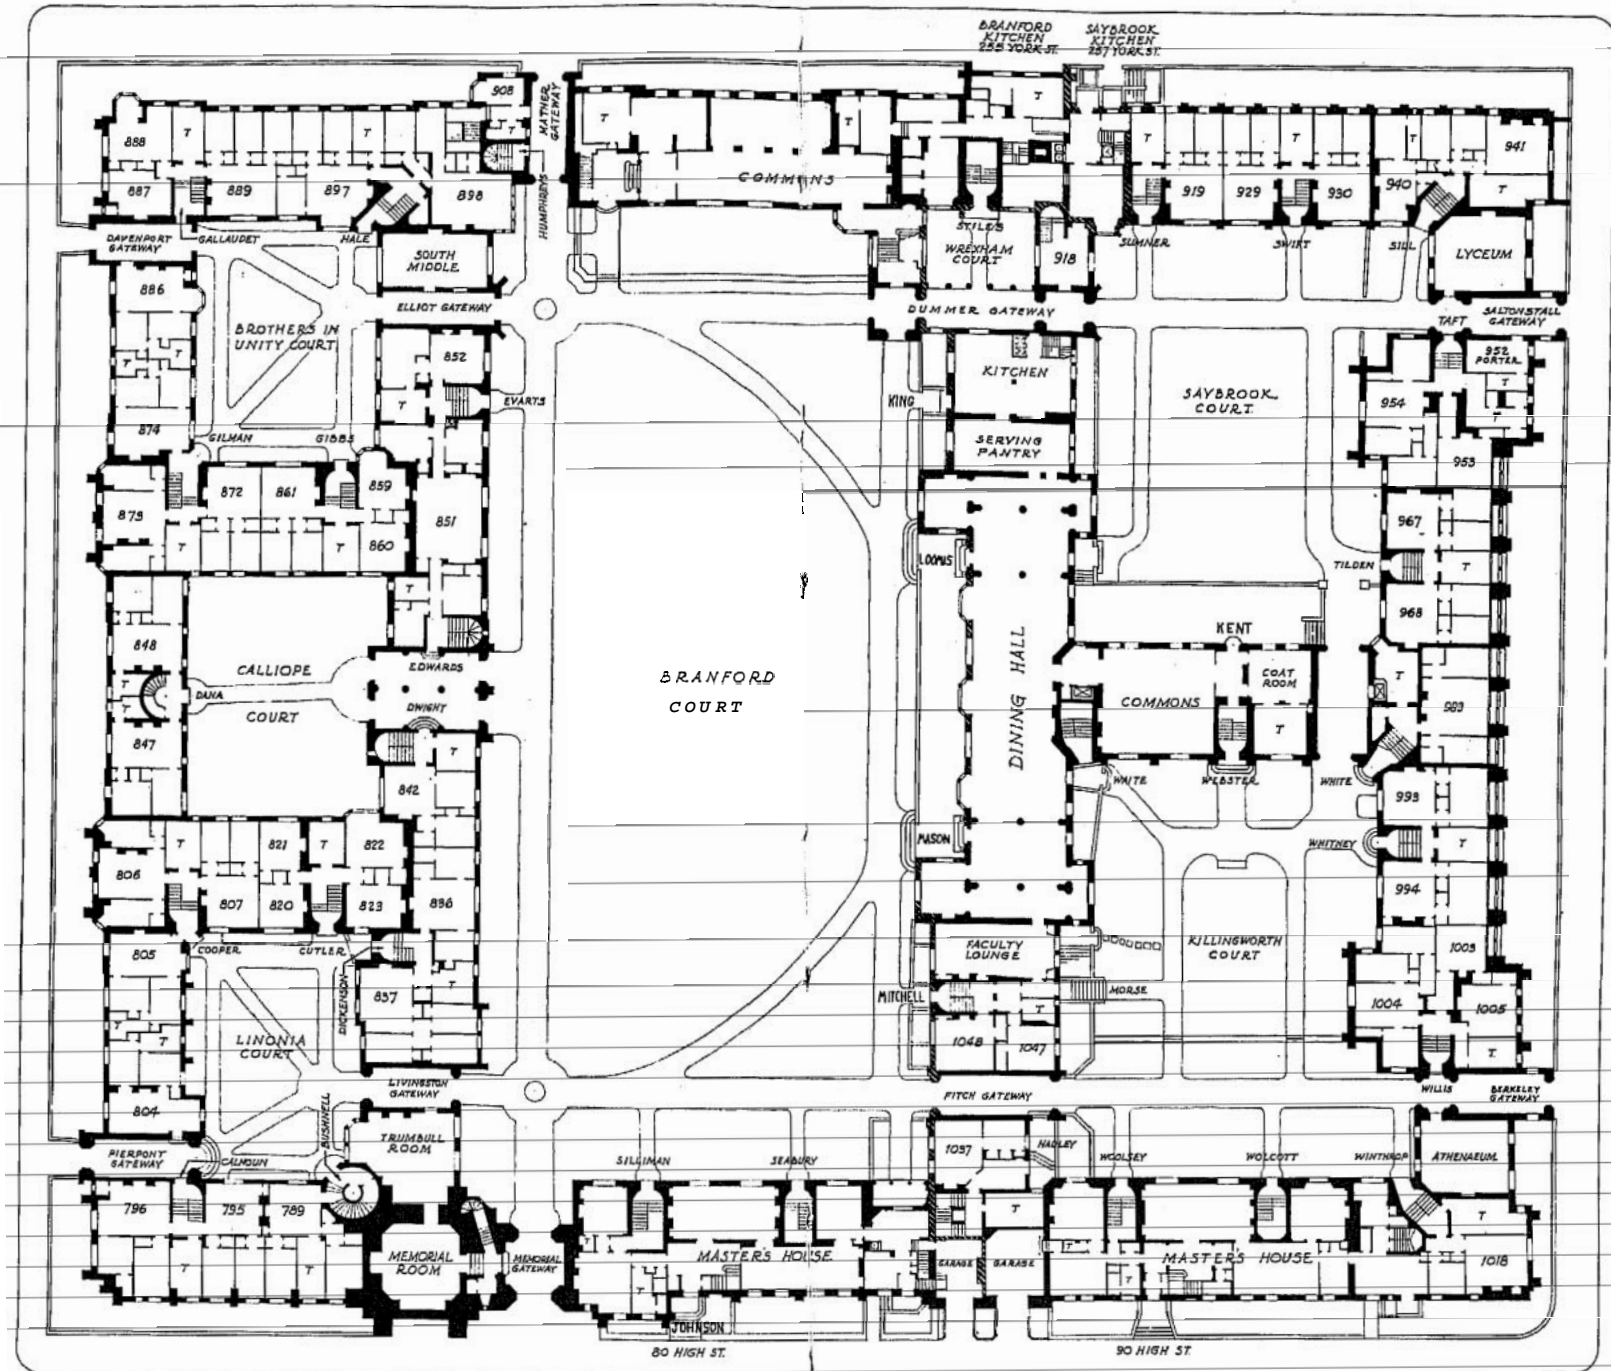 BRANFORD
KITCHEN
255 YORK ST.
SAYBROOK
KITCHEN
257 YORK ST.
908
MATHER
GATEWAY
888
T
T
T
T
T
T
T
T
T
941
887
889
897
898
COMMONS
919
929
930
940
T
HUMPHREYS
DAVENPORT
GATEWAY
GALLAUDET
HALE
SOUTH
MIDDLE
STILES
WREXHAM
COURT
918
SUMNER
SWIFT
SILL
LYCEUM
886
ELLIOT GATEWAY
DUMMER GATEWAY
TAFT
SALTONSTALL
GATEWAY
BROTHERS IN
UNITY COURT
852
T
KITCHEN
952
PORTER
T
T
T
EVARTS
KING
SAYBROOK
COURT
954
874
GILMAN
GIBBS
SERVING
PANTRY
953
873
872
861
859
851
967
T
T
860
LOOMIS
TILDEN
T
T
848
968
CALLIOPE
COURT
EDWARDS
KENT
T
T
DANA
DWIGHT
BRANFORD
COURT
DINING HALL
COMMONS
COAT
ROOM
T
T
983
847
T
842
WAITE
WEBSTER
WHITE
993
T
821
T
822
MASON
WHITNEY
T
806
807
820
823
836
994
COOPER
CUTLER
805
FACULTY
LOUNGE
KILLINGWORTH
COURT
1003
DICKENSON
837
T
MITCHELL
MORSE
T
T
T
1004
1005
LINONIA
COURT
1048
1047
T
804
LIVINGSTON
GATEWAY
FITCH GATEWAY
WILLIS
BERKELEY
GATEWAY
BUSHNELL
PIERPONT
GATEWAY
CALHOUN
TRUMBULL
ROOM
SILLIMAN
SEABURY
1037
HADLEY
WOOLSEY
WOLCOTT
WINTHROP
ATHENAEUM
796
795
789
T
T
T
T
MEMORIAL
ROOM
MEMORIAL
GATEWAY
T
MASTER'S HOUSE
GARAGE
GARAGE
T
T
MASTER'S HOUSE
1018
T
JOHNSON
80 HIGH ST.
90 HIGH ST.